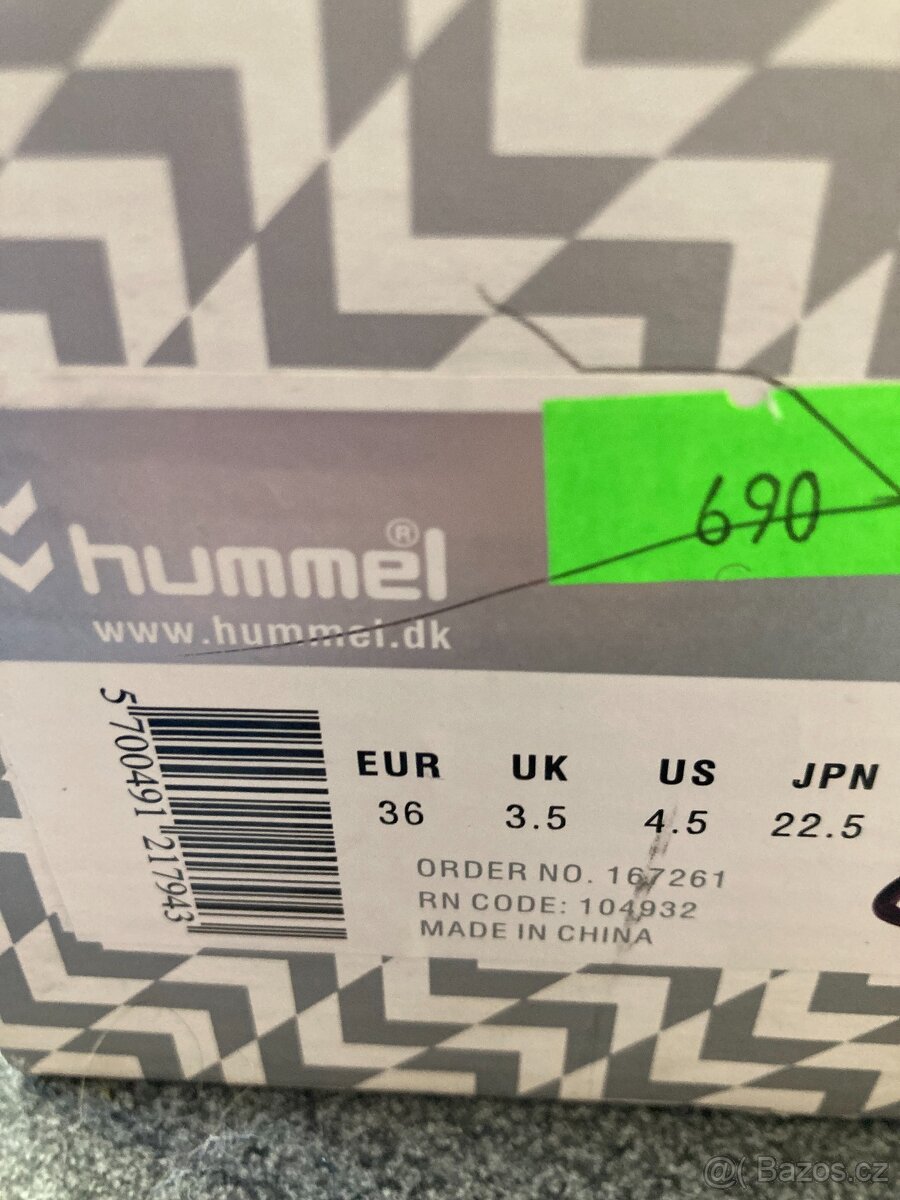 690
hummel®
www.hummel.dk
5 700491 217943
EUR UK US JPN
36 3.5 4.5 22.5
ORDER NO. 167261
RN CODE: 104932
MADE IN CHINA
@( Bazos.cz